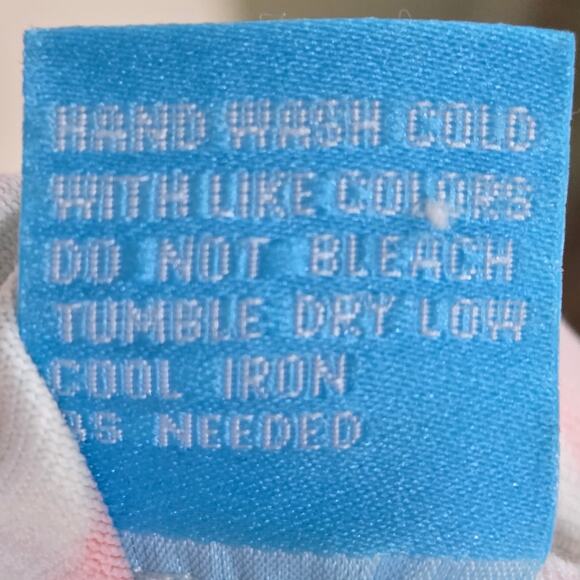 HAND WASH COLD
WITH LIKE COLORS
DO NOT BLEACH
TUMBLE DRY LOW
COOL IRON
AS NEEDED